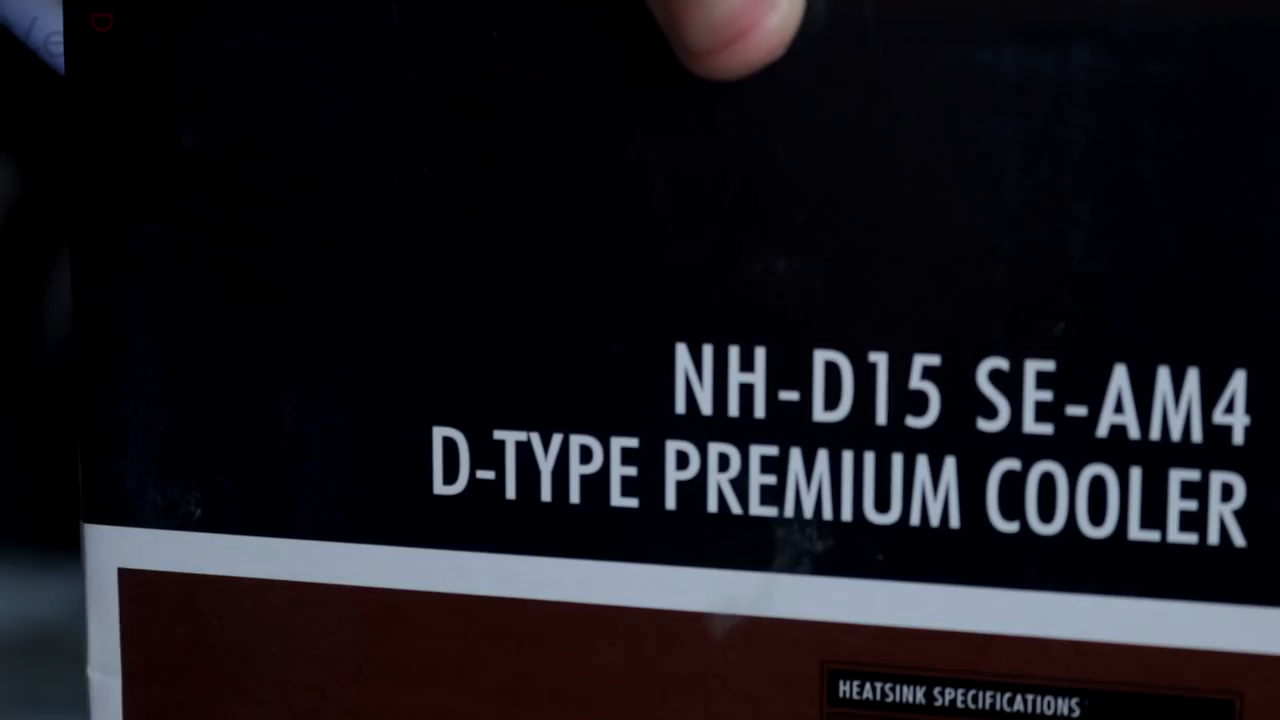 NH-D15 SE-AM4
D-TYPE PREMIUM COOLER
HEATSINK SPECIFICATIONS